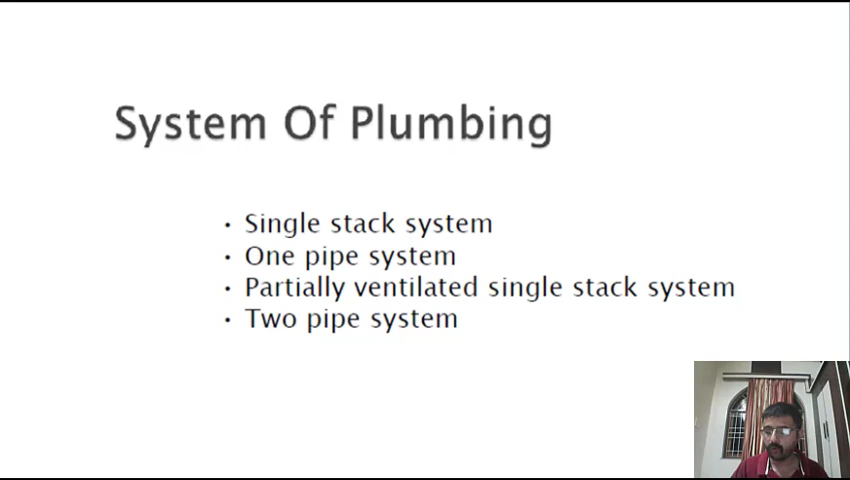 System Of Plumbing
• Single stack system
• One pipe system
• Partially ventilated single stack system
• Two pipe system